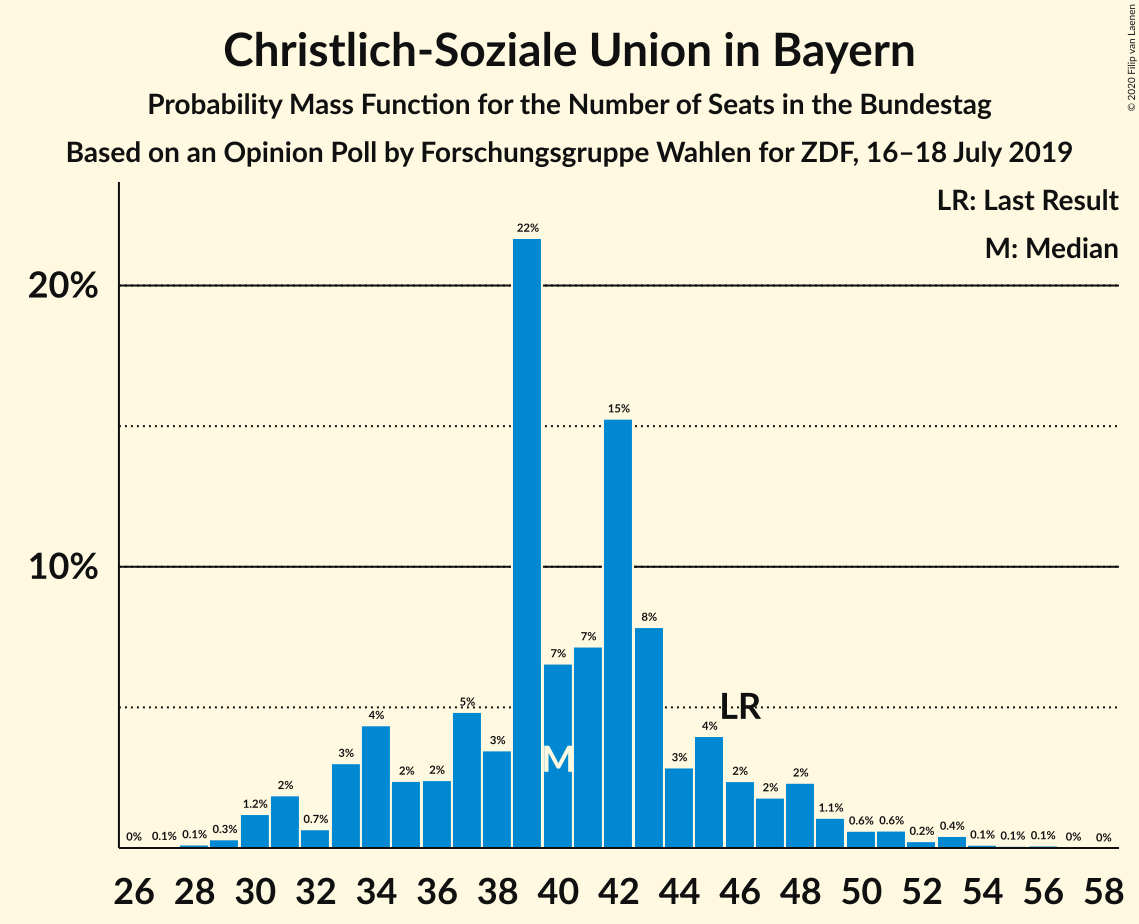 Christlich-Soziale Union in Bayern
Probability Mass Function for the Number of Seats in the Bundestag
Based on an Opinion Poll by Forschungsgruppe Wahlen for ZDF, 16–18 July 2019
© 2020 Filip van Laenen
LR: Last Result
M: Median
20%
10%
0% 0.1% 0.1% 0.3% 1.2% 2% 0.7% 3% 4% 2% 2% 5% 3% 22% 7% 7% 15% 8% 3% 4% 2% 2% 2% 1.1% 0.6% 0.6% 0.2% 0.4% 0.1% 0.1% 0.1% 0% 0%
LR
M
26 28 30 32 34 36 38 40 42 44 46 48 50 52 54 56 58